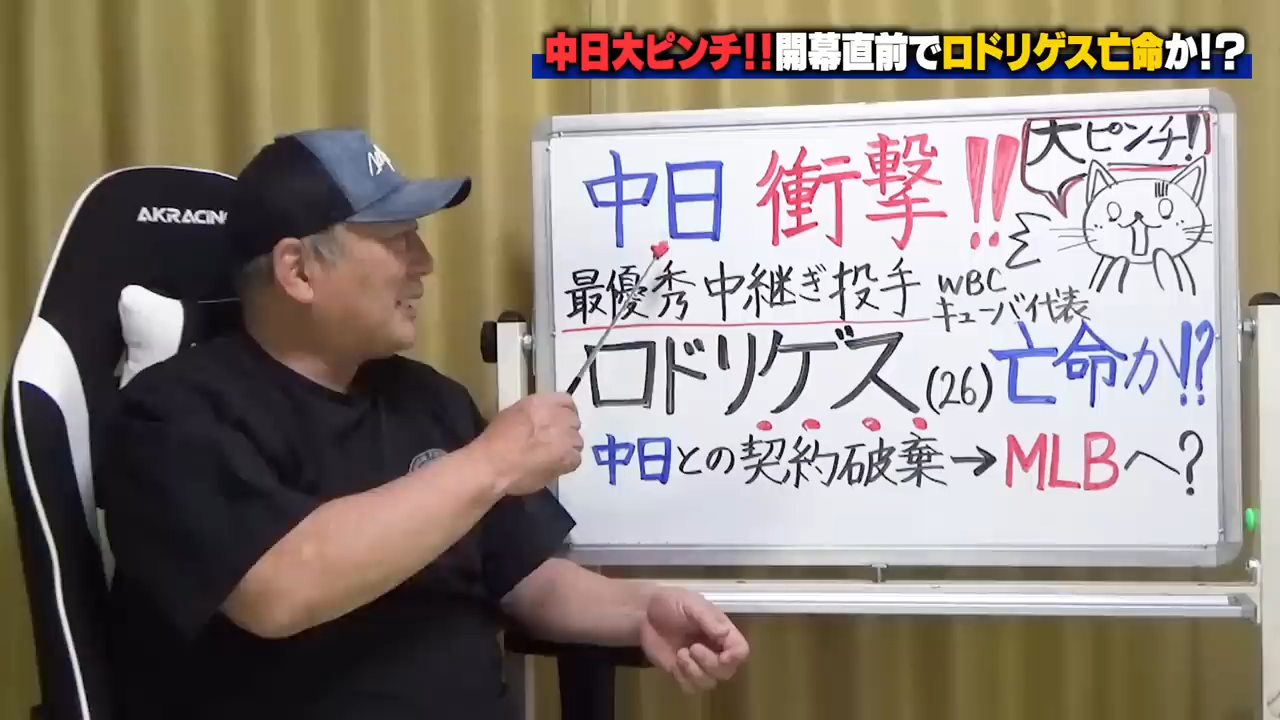 中日大ピンチ!!開幕直前でロドリゲス亡命か!?
AKRACING
中日 衝撃!!
大ピンチ!
最優秀中継ぎ投手
WBC
キューバ代表
ロドリゲス(26)亡命か!?
中日との契約破棄→MLBへ?